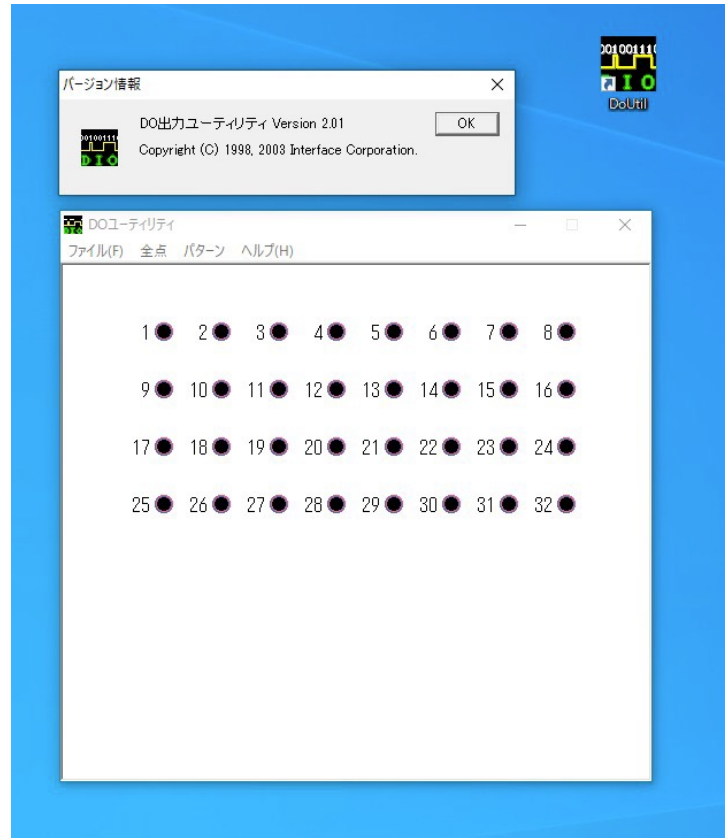 00100111
DIO
DoUtil
バージョン情報
DO出力ユーティリティ Version 2.01
OK
Copyright (C) 1998, 2003 Interface Corporation.
00100111
DIO
DOユーティリティ
ファイル(F) 全点 パターン ヘルプ(H)
1 2 3 4 5 6 7 8
9 10 11 12 13 14 15 16
17 18 19 20 21 22 23 24
25 26 27 28 29 30 31 32